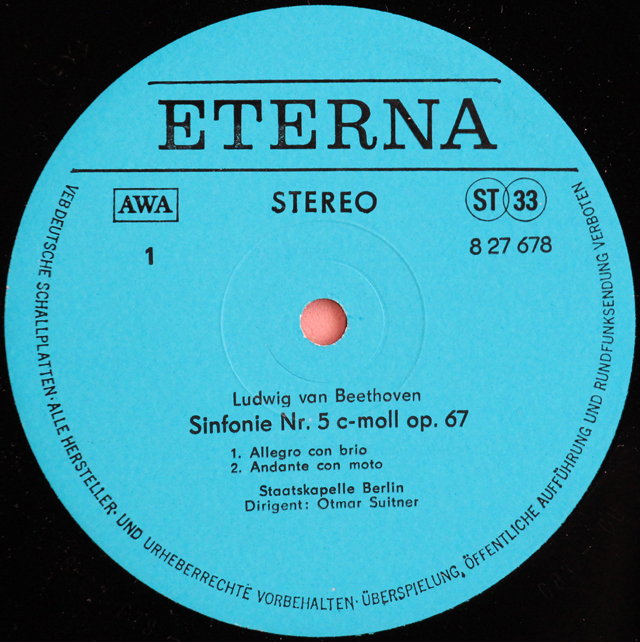 ETERNA
AWA
STEREO
ST 33
1
8 27 678
Ludwig van Beethoven
Sinfonie Nr. 5 c-moll op. 67
1. Allegro con brio
2. Andante con moto
Staatskapelle Berlin
Dirigent: Otmar Suitner
VEB DEUTSCHE SCHALLPLATTEN · ALLE HERSTELLER- UND URHEBERRECHTE VORBEHALTEN · ÜBERSPIELUNG, ÖFFENTLICHE AUFFÜHRUNG UND RUNDFUNKSENDUNG VERBOTEN